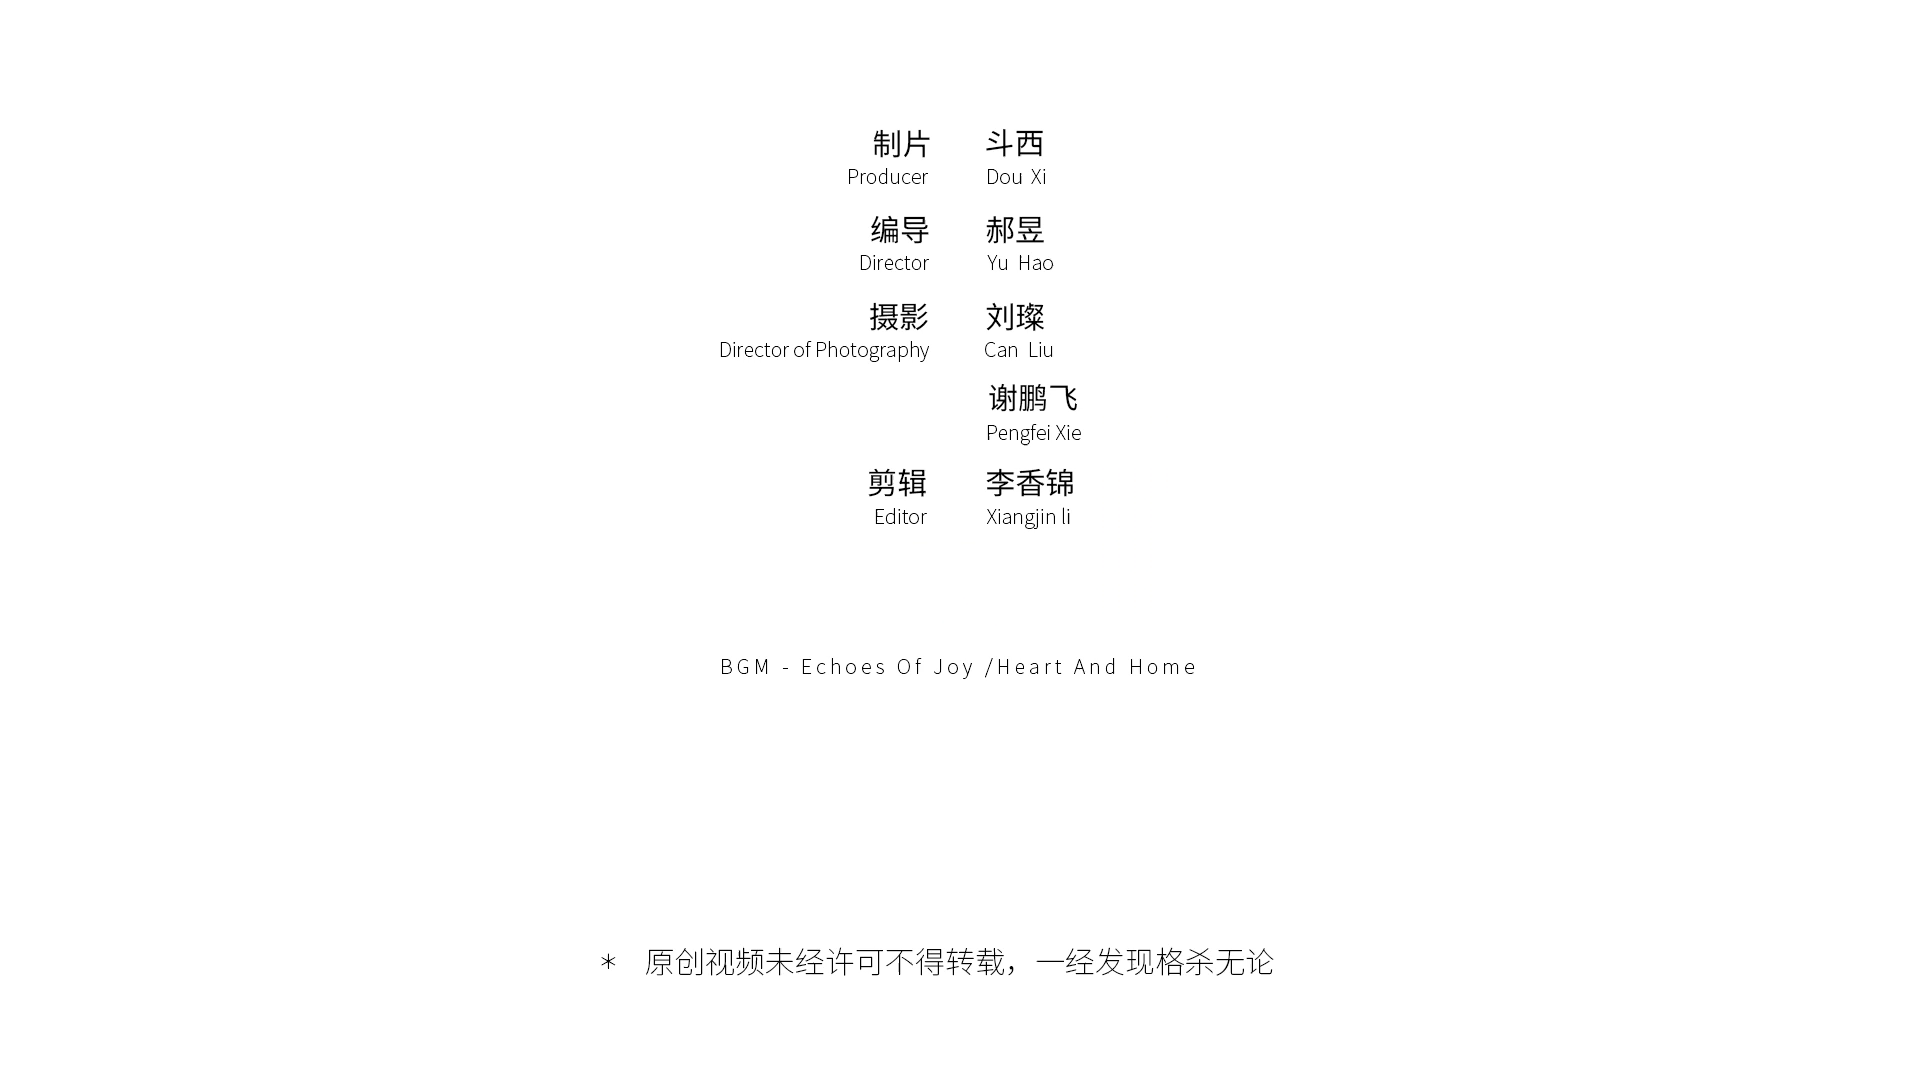 制片 斗西
Producer Dou Xi
编导 郝昱
Director Yu Hao
摄影 刘璨
Director of Photography Can Liu
谢鹏飞
Pengfei Xie
剪辑 李香锦
Editor Xiangjin li
BGM - Echoes Of Joy /Heart And Home
* 原创视频未经许可不得转载，一经发现格杀无论